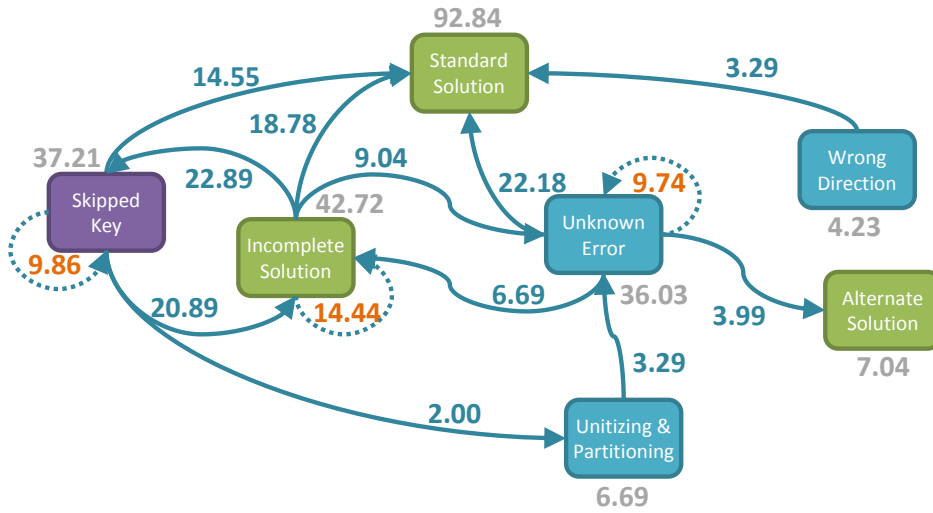 92.84
Standard
Solution
14.55
3.29
18.78
9.04
37.21
22.89
22.18
9.74
Wrong
Direction
Skipped
Key
42.72
Unknown
Error
4.23
Incomplete
Solution
9.86
6.69
36.03
Alternate
Solution
20.89
14.44
3.99
3.29
7.04
2.00
Unitizing &
Partitioning
6.69